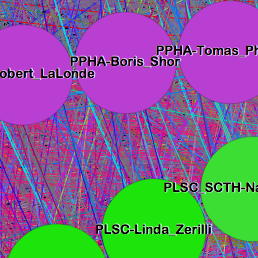 PPHA-Tomas_Ph
PPHA-Boris_Shor
obert_LaLonde
PLSC_SCTH-Na
PLSC-Linda_Zerilli